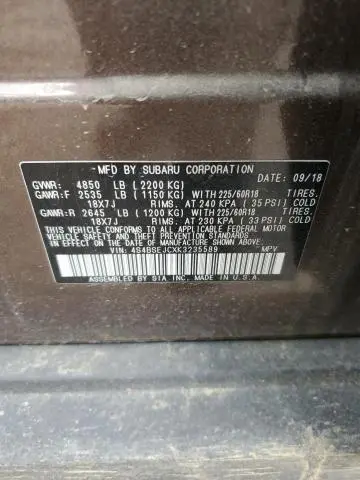 MFD BY SUBARU CORPORATION
DATE: 09/18
GVWR: 4850 LB (2200 KG)
GAWR:F 2535 LB (1150 KG) WITH 225/60R18 TIRES.
18X7J RIMS.AT 240 KPA (35 PSI) COLD
GAWR:R 2645 LB (1200 KG) WITH 225/60R18 TIRES.
18X7J RIMS.AT 230 KPA (33 PSI) COLD
THIS VEHICLE CONFORMS TO ALL APPLICABLE FEDERAL MOTOR
VEHICLE SAFETY AND THEFT PREVENTION STANDARDS IN
EFFECT ON THE DATE OF MANUFACTURE SHOWN ABOVE.
VIN: 4S4BSEJCXK3235589 MPV
ASSEMBLED BY SIA INC. MADE IN U.S.A.